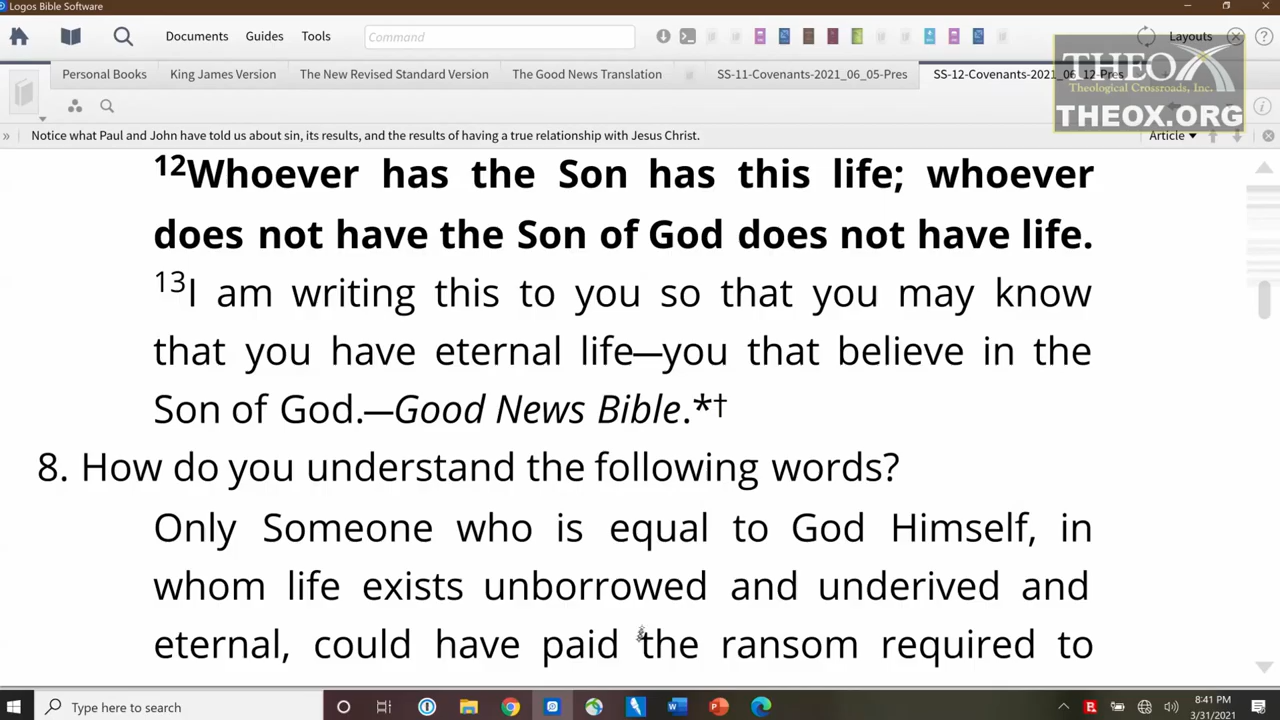 Logos Bible Software
Documents Guides Tools Command Layouts
Personal Books King James Version The New Revised Standard Version The Good News Translation SS-11-Covenants-2021_06_05-Pres SS-12-Covenants-2021_06_12-Pres
THEOX
Theological Crossroads, Inc.
THEOX.ORG
» Notice what Paul and John have told us about sin, its results, and the results of having a true relationship with Jesus Christ. Article
12Whoever has the Son has this life; whoever
does not have the Son of God does not have life.
13I am writing this to you so that you may know
that you have eternal life—you that believe in the
Son of God.—Good News Bible.*†
8. How do you understand the following words?
Only Someone who is equal to God Himself, in
whom life exists unborrowed and underived and
eternal, could have paid the ransom required to
Type here to search
8:41 PM
3/31/2021